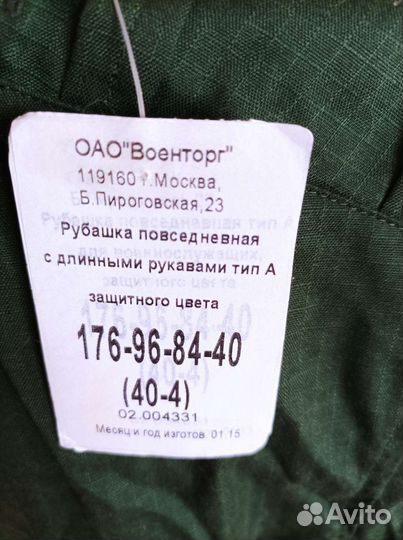 ОАО"Военторг"
119160 г.Москва,
Б.Пироговская,23
Рубашка повседневная
с длинными рукавами тип А
защитного цвета
176-96-84-40
(40-4)
02.004331
Месяц и год изготов. 01.15
Avito